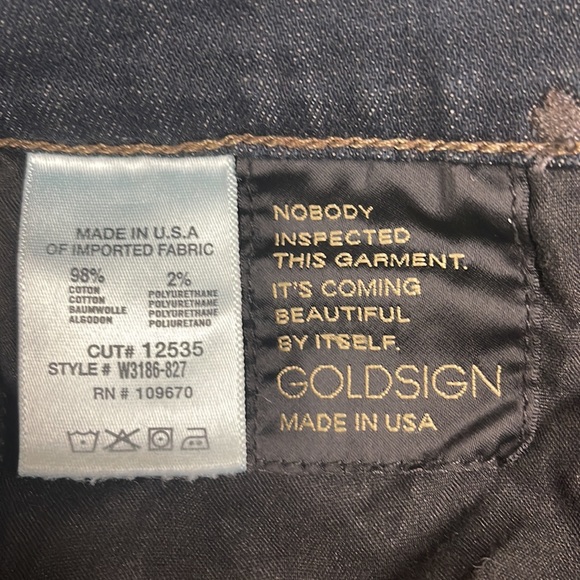 MADE IN U.S.A
OF IMPORTED FABRIC
98%
COTTON
COTTON
BAUMWOLLE
ALGODON
2%
POLYURETHANE
POLYURETHANE
POLYURETHANE
POLIURETANO
CUT# 12535
STYLE # W3186-827
RN # 109670
NOBODY
INSPECTED
THIS GARMENT.
IT'S COMING
BEAUTIFUL
BY ITSELF.
GOLDSIGN
MADE IN USA